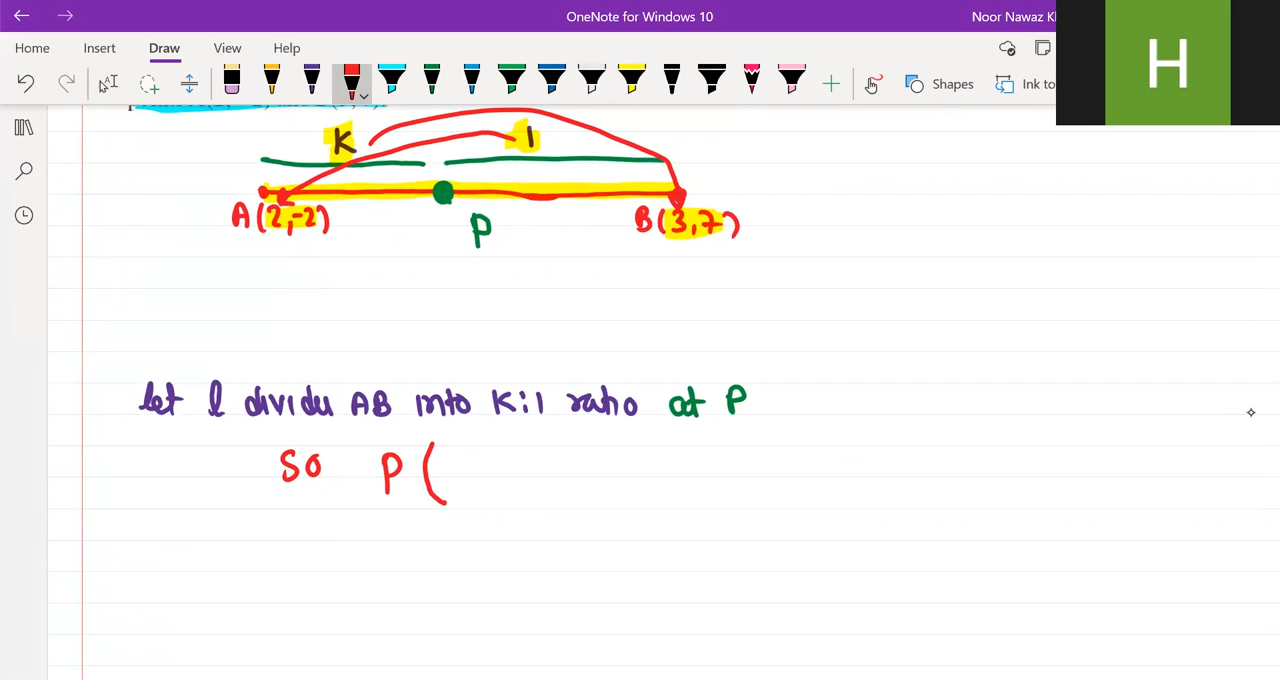 OneNote for Windows 10
Noor Nawaz Kh
H
Home Insert Draw View Help
Shapes Ink to
K 1
A(2,-2) P B(3,7)
let l divide AB into K:1 ratio at P
So P(